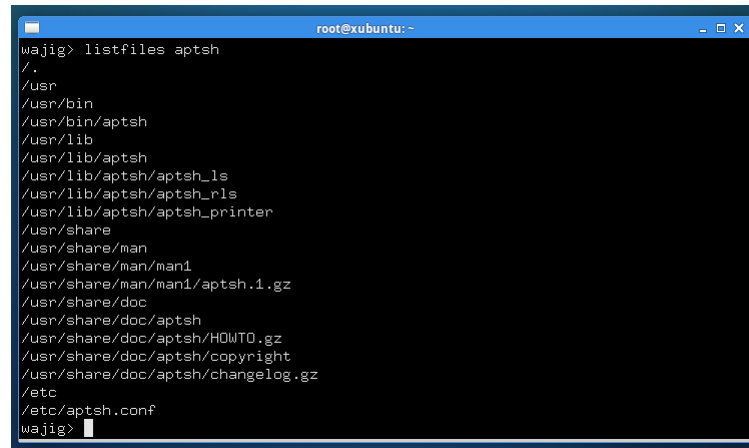 root@xubuntu: ~
wajig> listfiles aptsh
/.
/usr
/usr/bin
/usr/bin/aptsh
/usr/lib
/usr/lib/aptsh
/usr/lib/aptsh/aptsh_ls
/usr/lib/aptsh/aptsh_rls
/usr/lib/aptsh/aptsh_printer
/usr/share
/usr/share/man
/usr/share/man/man1
/usr/share/man/man1/aptsh.1.gz
/usr/share/doc
/usr/share/doc/aptsh
/usr/share/doc/aptsh/HOWTO.gz
/usr/share/doc/aptsh/copyright
/usr/share/doc/aptsh/changelog.gz
/etc
/etc/aptsh.conf
wajig>